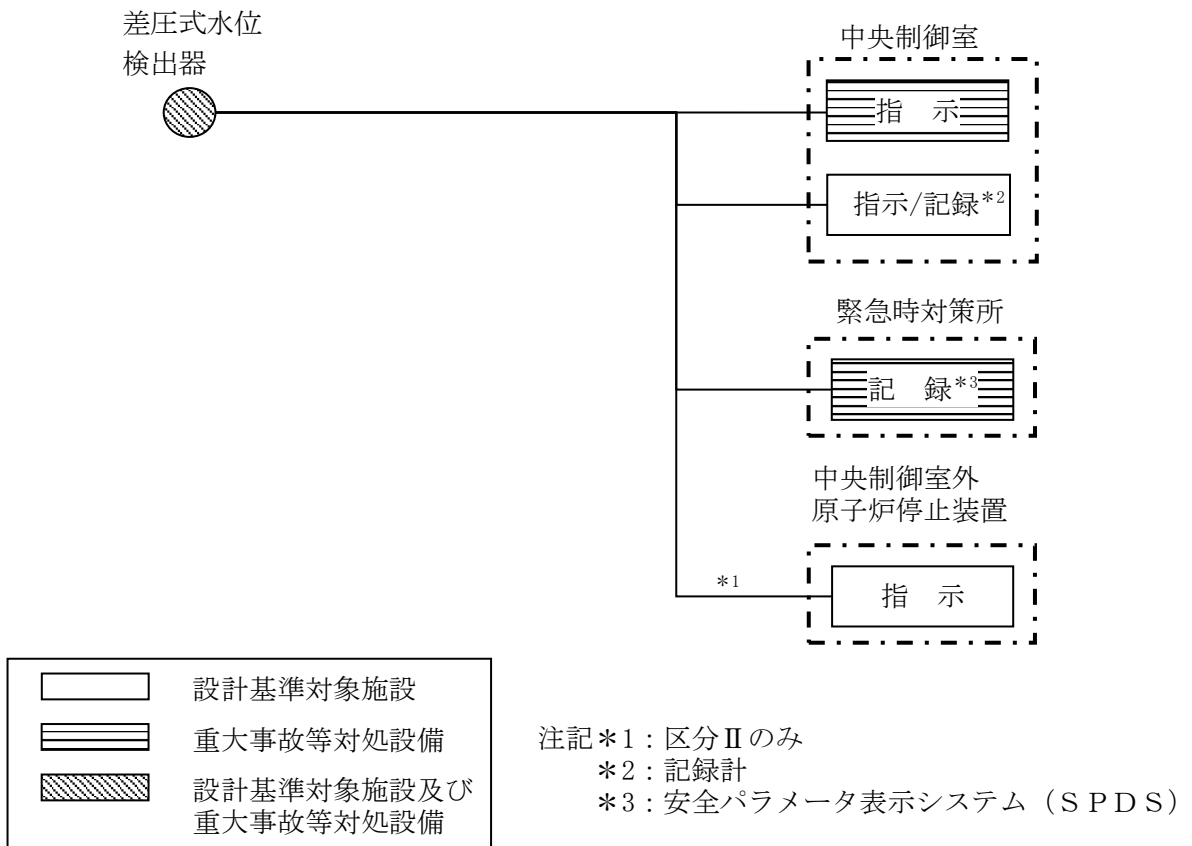 差圧式水位
検出器
中央制御室
指　示
指示/記録*2
緊急時対策所
記　録*3
中央制御室外
原子炉停止装置
*1
指　示
設計基準対象施設
重大事故等対処設備
設計基準対象施設及び
重大事故等対処設備
注記*1：区分Ⅱのみ
*2：記録計
*3：安全パラメータ表示システム（ＳＰＤＳ）